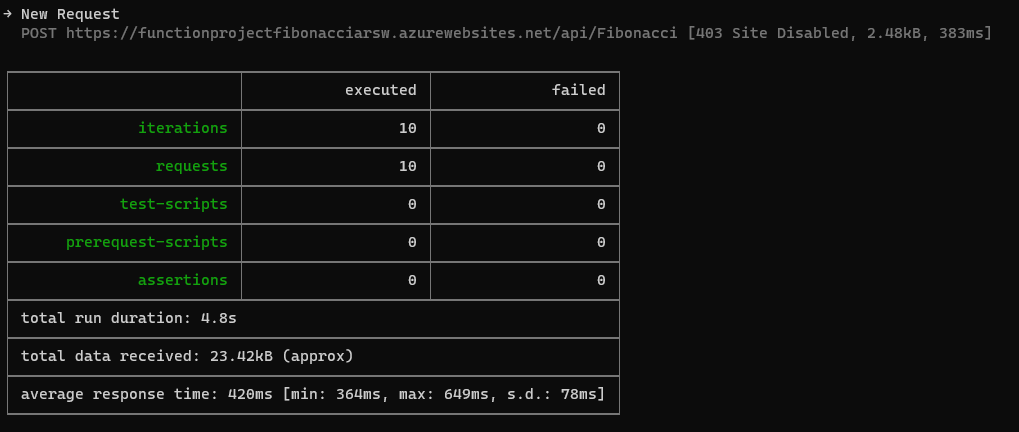 → New Request
POST https://functionprojectfibonacciarsw.azurewebsites.net/api/Fibonacci [403 Site Disabled, 2.48kB, 383ms]
executed failed
iterations 10 0
requests 10 0
test-scripts 0 0
prerequest-scripts 0 0
assertions 0 0
total run duration: 4.8s
total data received: 23.42kB (approx)
average response time: 420ms [min: 364ms, max: 649ms, s.d.: 78ms]